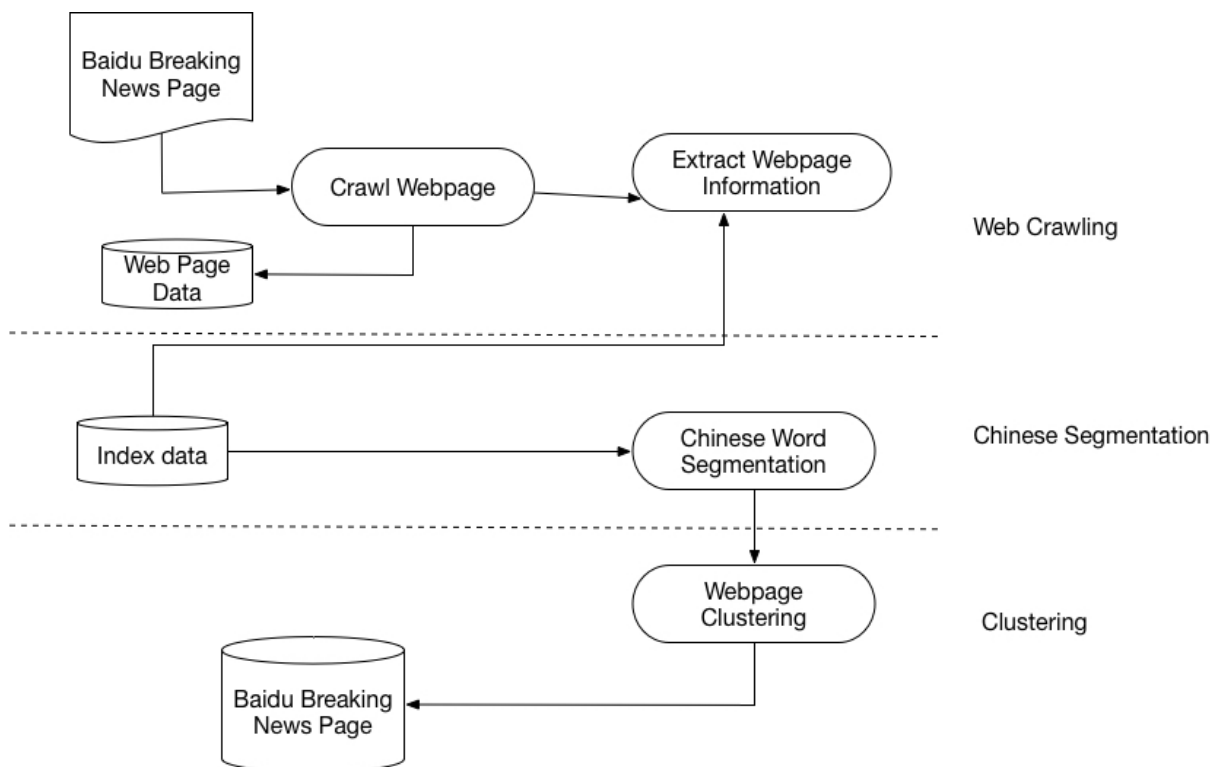 Baidu Breaking
News Page
Crawl Webpage
Extract Webpage
Information
Web Crawling
Web Page
Data
Index data
Chinese Word
Segmentation
Chinese Segmentation
Webpage
Clustering
Clustering
Baidu Breaking
News Page